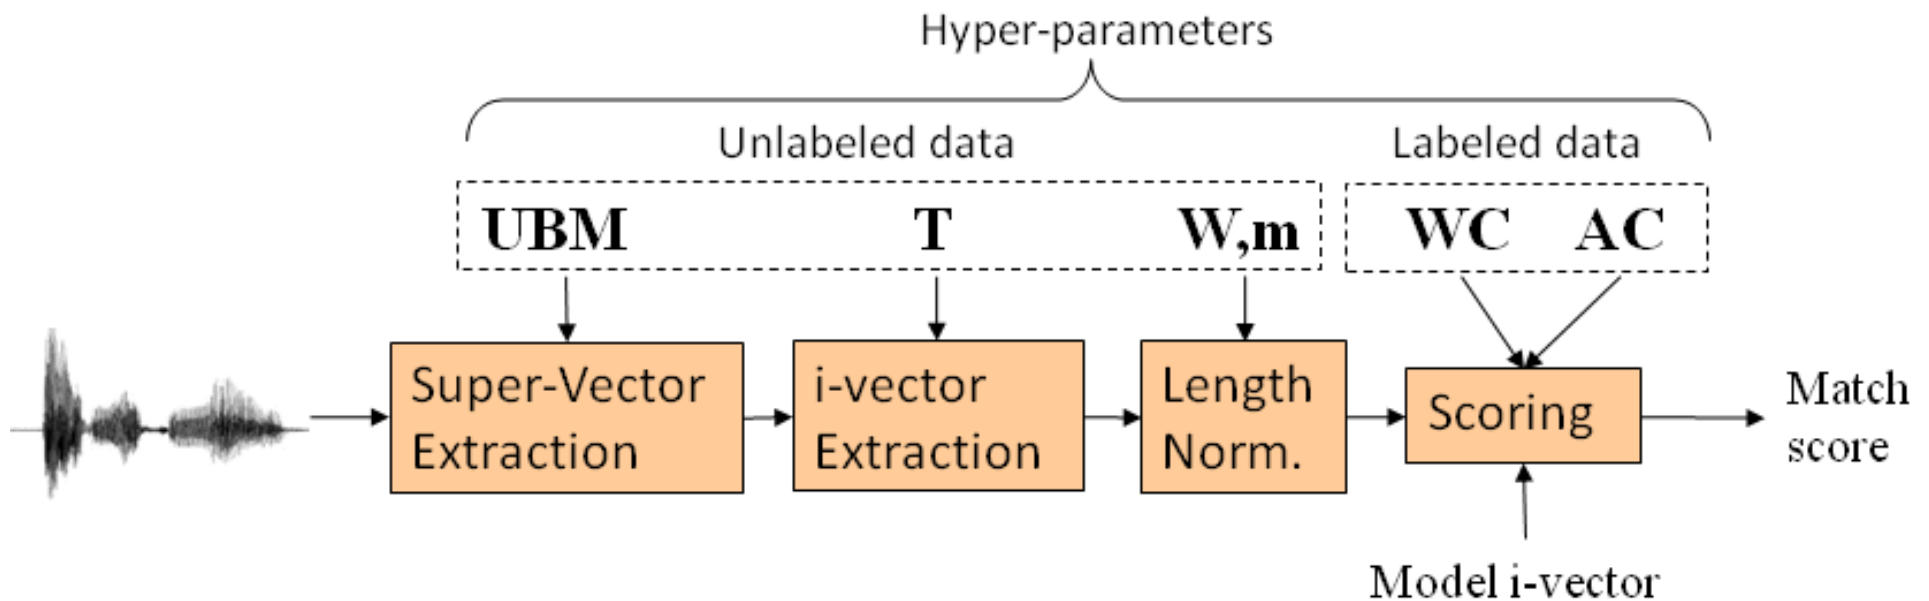 Hyper-parameters
Unlabeled data
Labeled data
UBM
T
W,m
WC
AC
Super-Vector
Extraction
i-vector
Extraction
Length
Norm.
Scoring
Match
score
Model i-vector